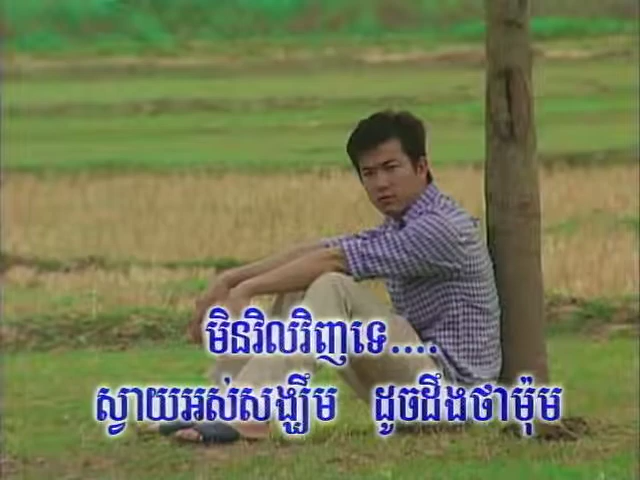 មិនវិលវិញទេ....
ស្វាយអស់សង្ឃឹម ដូចដឹងថាម៉ុម